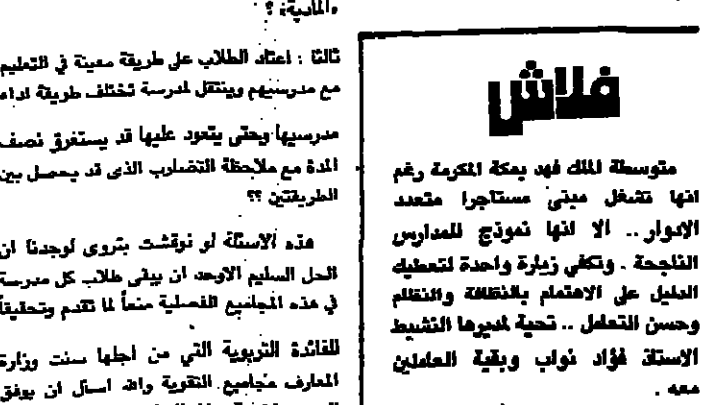 فلاش
متوسطة الملك فهد بمكة المكرمة رغم
انها تشغل مبنى مستأجرا متعدد
الادوار .. الا انها نموذج للمدارس
الناجحة . وتكفي زيارة واحدة لتعطيك
الدليل على الاهتمام بالنظافة والنظام
وحسن التعامل .. تحية لمديرها النشيط
الاستاذ فؤاد نواب وبقية العاملين
معه .
«المادية» ؟
ثالثا : اعتاد الطلاب على طريقة معينة في التعليم
مع مدرسيهم وينتقل لمدرسة تختلف طريقة اداء
مدرسيها وحتى يتعود عليها قد يستغرق نصف
المدة مع ملاحظة التضارب الذى قد يحصل بين
الطريقتين ؟؟
هذه الأسئلة لو نوقشت بتروى لوجدنا ان
الحل السليم الاوحد ان يبقى طلاب كل مدرسة
في هذه المجاميع الفصلية منعاً لما تقدم وتحقيقاً
للفائدة التربوية التي من اجلها سنت وزارة
المعارف مجاميع التقوية والله اسأل ان يوفق